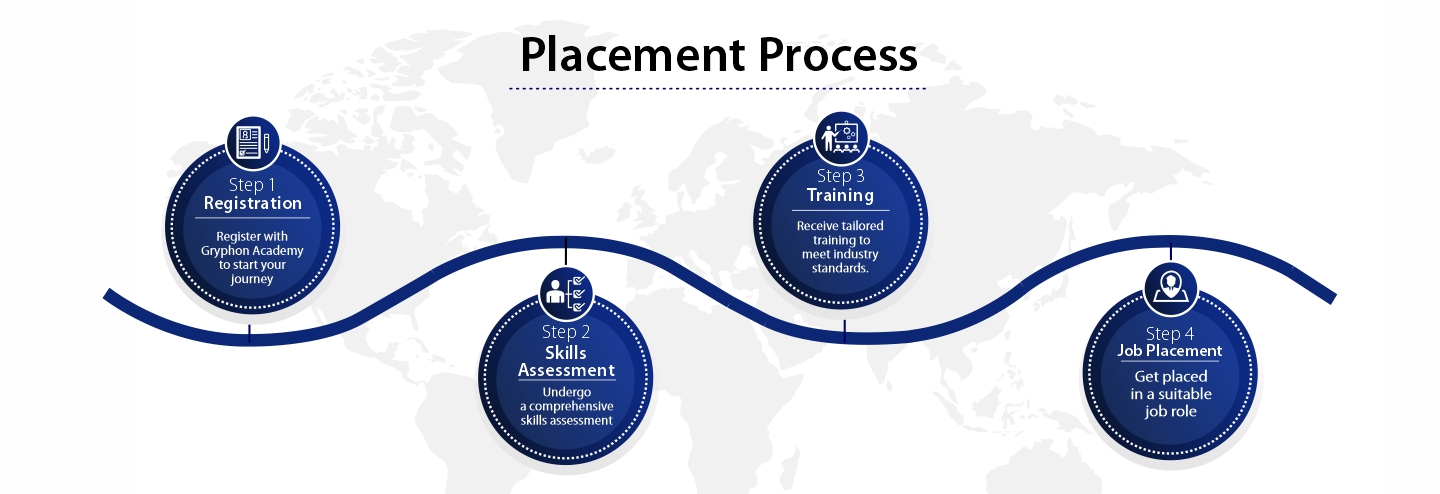 Placement Process
Step 1
Registration
Register with
Gryphon Academy
to start your
journey
Step 2
Skills
Assessment
Undergo
a comprehensive
skills assessment
Step 3
Training
Receive tailored
training to
meet industry
standards.
Step 4
Job Placement
Get placed
in a suitable
job role